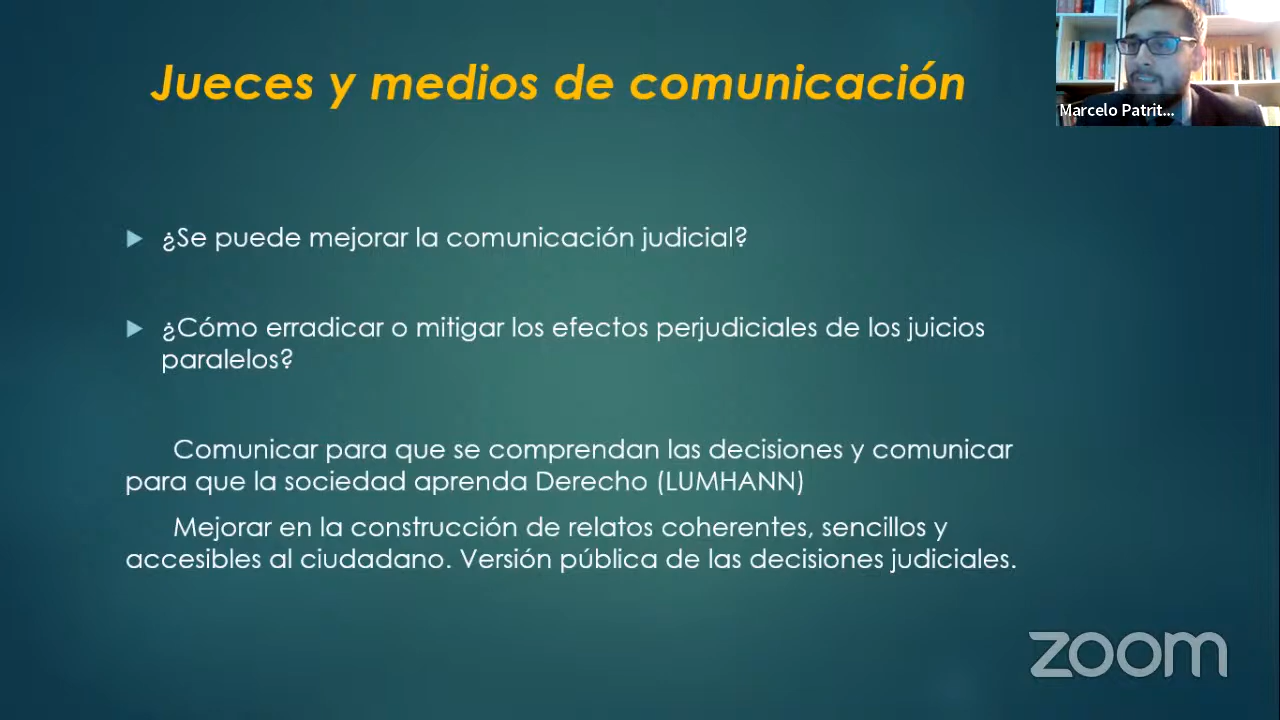 Jueces y medios de comunicación
Marcelo Patrit...
¿Se puede mejorar la comunicación judicial?
¿Cómo erradicar o mitigar los efectos perjudiciales de los juicios
paralelos?
Comunicar para que se comprendan las decisiones y comunicar
para que la sociedad aprenda Derecho (LUMHANN)
Mejorar en la construcción de relatos coherentes, sencillos y
accesibles al ciudadano. Versión pública de las decisiones judiciales.
zoom